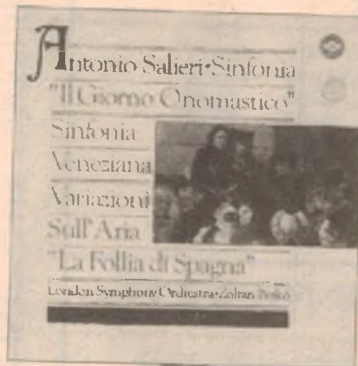 Antonio Salieri•Sinfonia
"Il Giorno Onomastico"
Sinfonia
Veneziana
Variazioni
Sull'Aria
"La Follia di Spagna"
London Symphony Orchestra•Zoltan Peskó